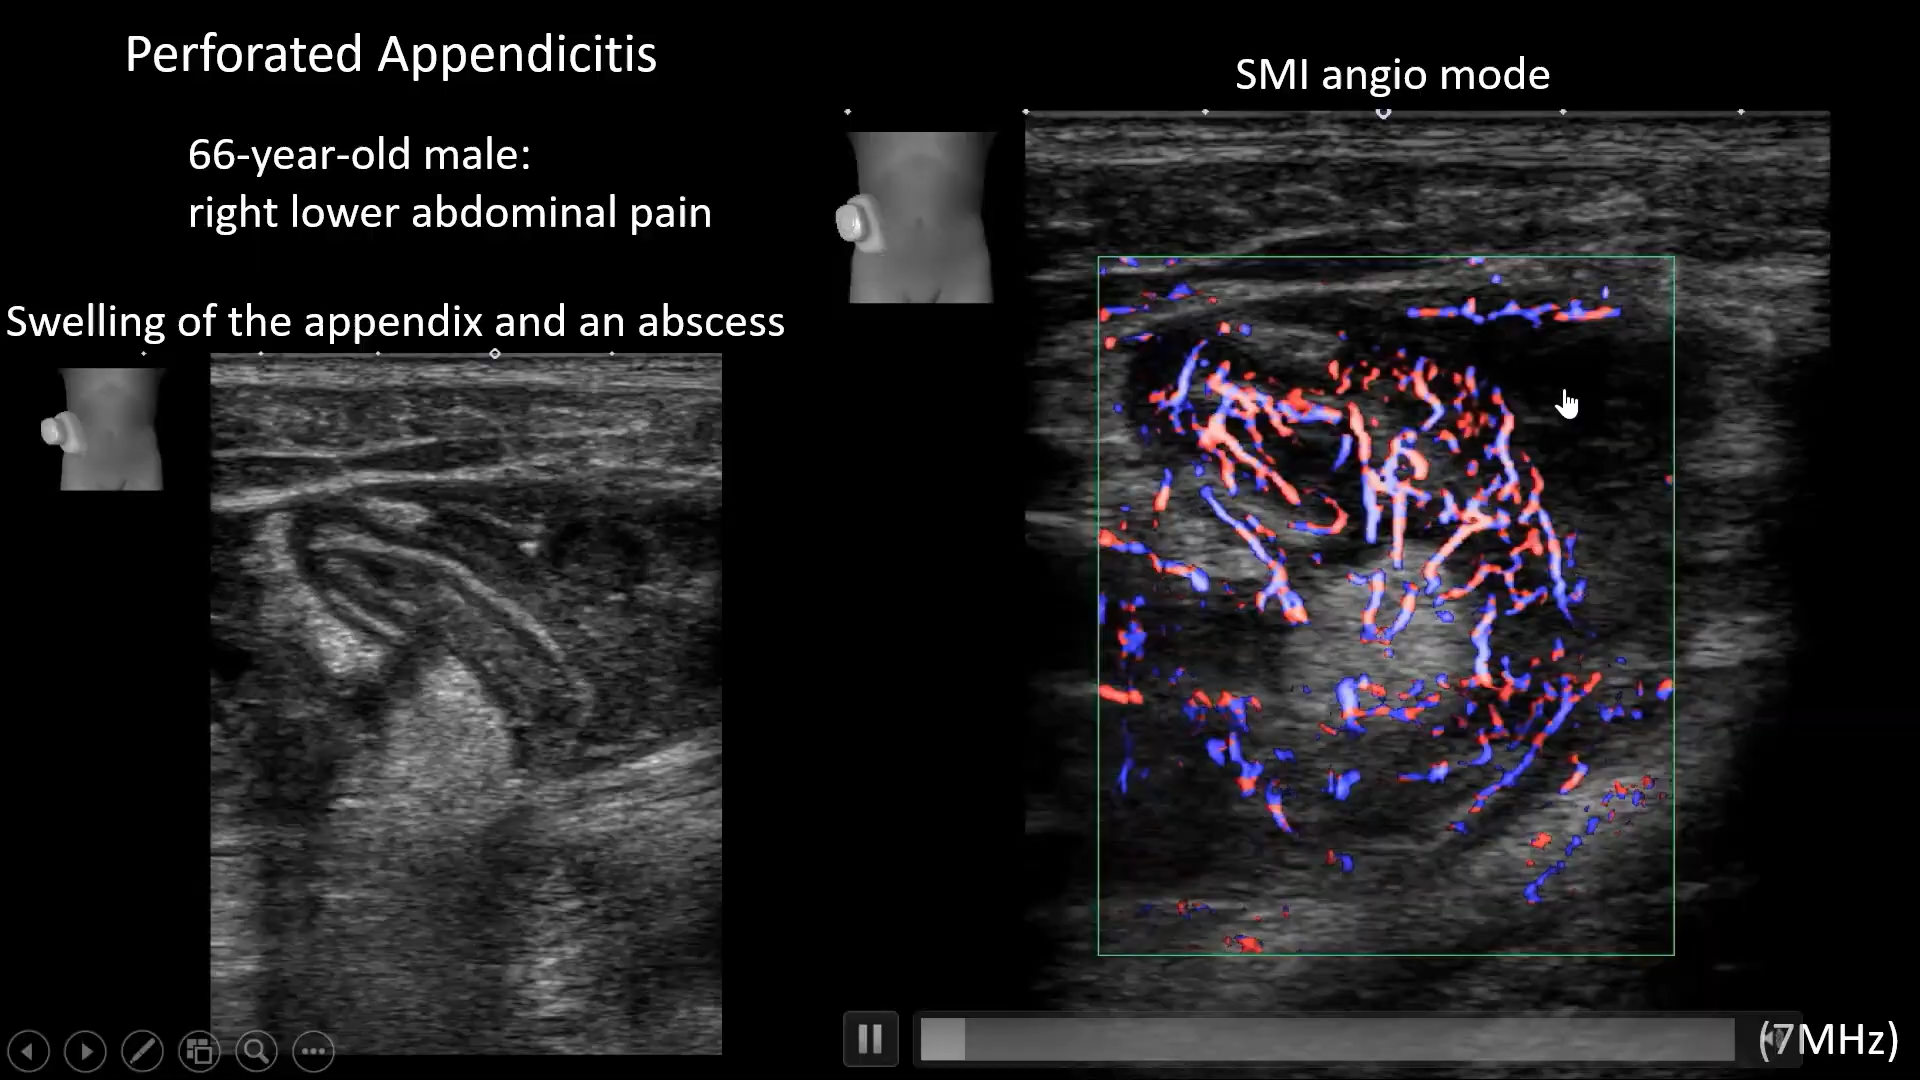 Perforated Appendicitis
66-year-old male:
right lower abdominal pain
Swelling of the appendix and an abscess
SMI angio mode
(7MHz)